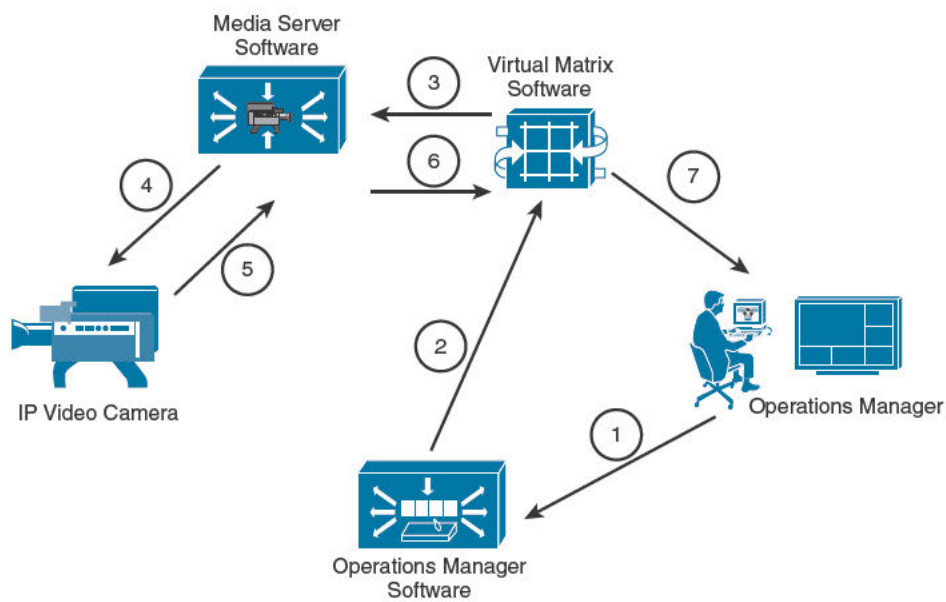 Media Server
Software
Virtual Matrix
Software
3
6
4
7
5
2
IP Video Camera
Operations Manager
1
Operations Manager
Software